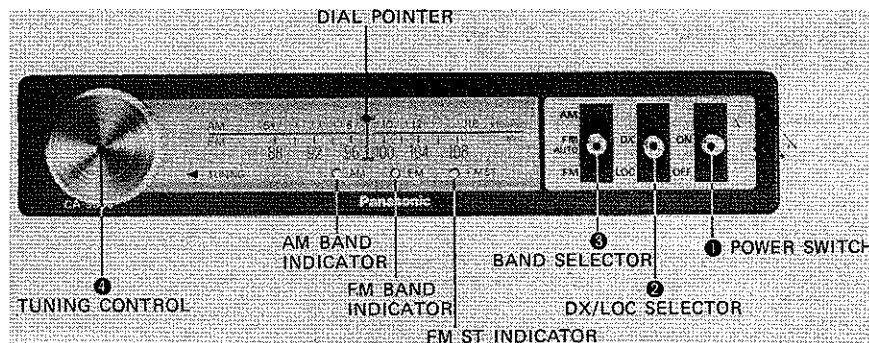 DIAL POINTER
AM
FM
88 92 96 100 104 108
TUNING AM FM FM ST
Panasonic
AM
FM AUTO
FM
DX
LOC
ON
OFF
AM BAND INDICATOR
FM BAND INDICATOR
FM ST INDICATOR
❹
TUNING CONTROL
❸
BAND SELECTOR
❷
DX/LOC SELECTOR
❶ POWER SWITCH